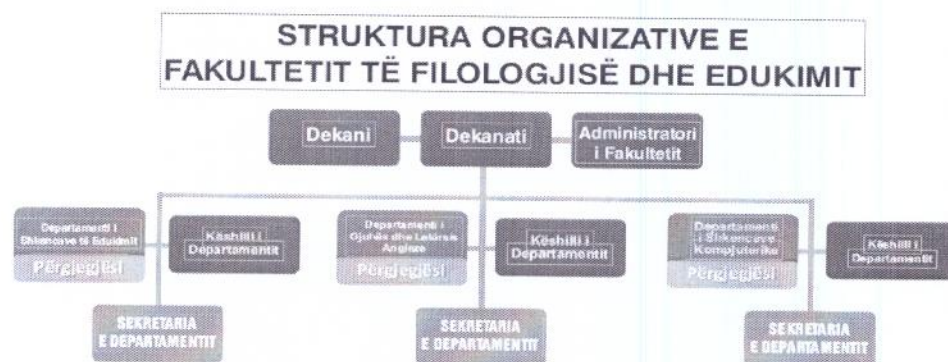 STRUKTURA ORGANIZATIVE E
FAKULTETIT TË FILOLOGJISË DHE EDUKIMIT
Dekani
Dekanati
Administratori
i Fakultetit
Departamenti i
Shkencave të Edukimit
Përgjegjësi
Këshilli i
Departamentit
Departamenti i
Gjuhës dhe Letërsisë
Angleze
Përgjegjësi
Këshilli i
Departamentit
Departamenti
i Shkencave
Kompjuterike
Përgjegjësi
Këshilli i
Departamentit
SEKRETARIA
E DEPARTAMENTIT
SEKRETARIA
E DEPARTAMENTIT
SEKRETARIA
E DEPARTAMENTIT